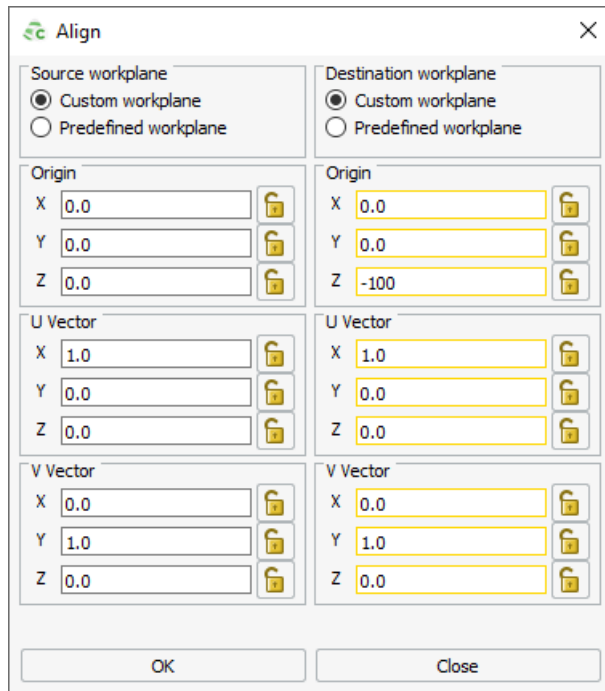 Align
Source workplane
Custom workplane
Predefined workplane
Origin
X 0.0
Y 0.0
Z 0.0
U Vector
X 1.0
Y 0.0
Z 0.0
V Vector
X 0.0
Y 1.0
Z 0.0
Destination workplane
Custom workplane
Predefined workplane
Origin
X 0.0
Y 0.0
Z -100
U Vector
X 1.0
Y 0.0
Z 0.0
V Vector
X 0.0
Y 1.0
Z 0.0
OK
Close